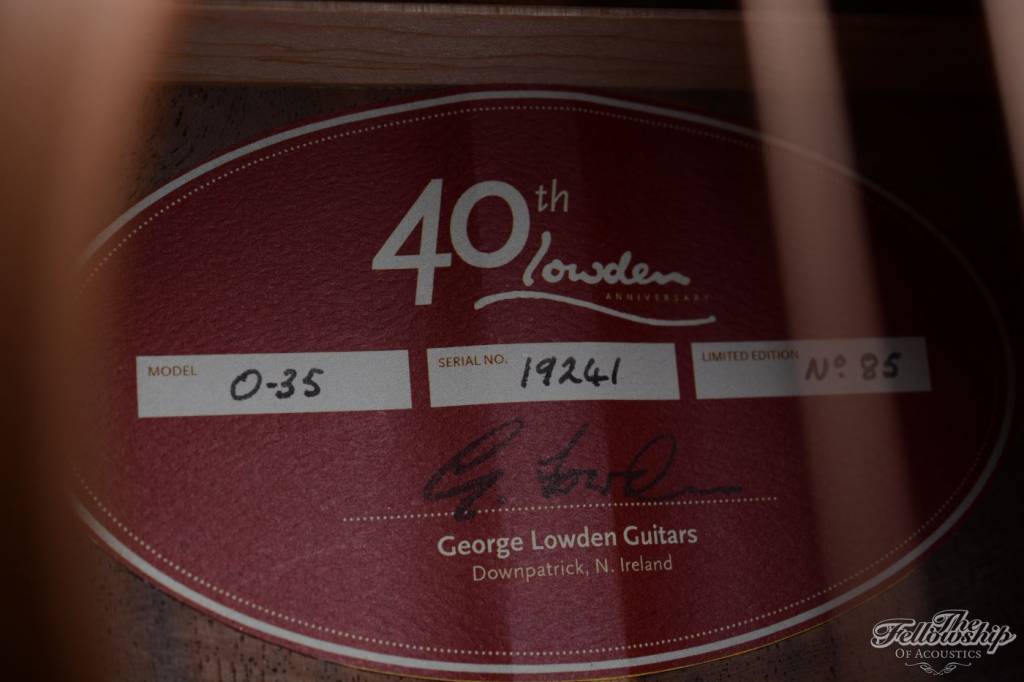 40th
Lowden
ANNIVERSARY
MODEL O-35
SERIAL NO. 19241
LIMITED EDITION No. 85
G. Lowden
George Lowden Guitars
Downpatrick, N. Ireland
The
Fellowship
OF ACOUSTICS